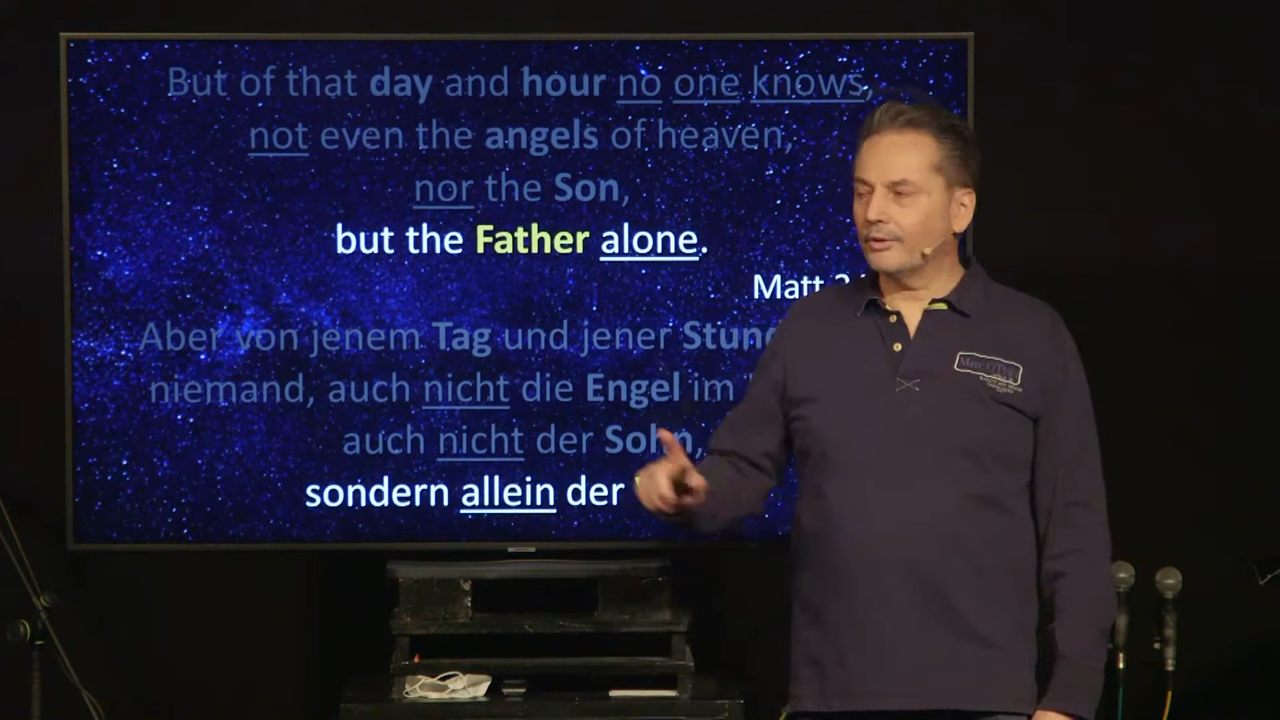 But of that day and hour no one knows,
not even the angels of heaven,
nor the Son,
but the Father alone.
Matt
Aber von jenem Tag und jener
niemand, auch nicht die Engel im
auch nicht der Sohn,
sondern allein der
Marc O'Polo